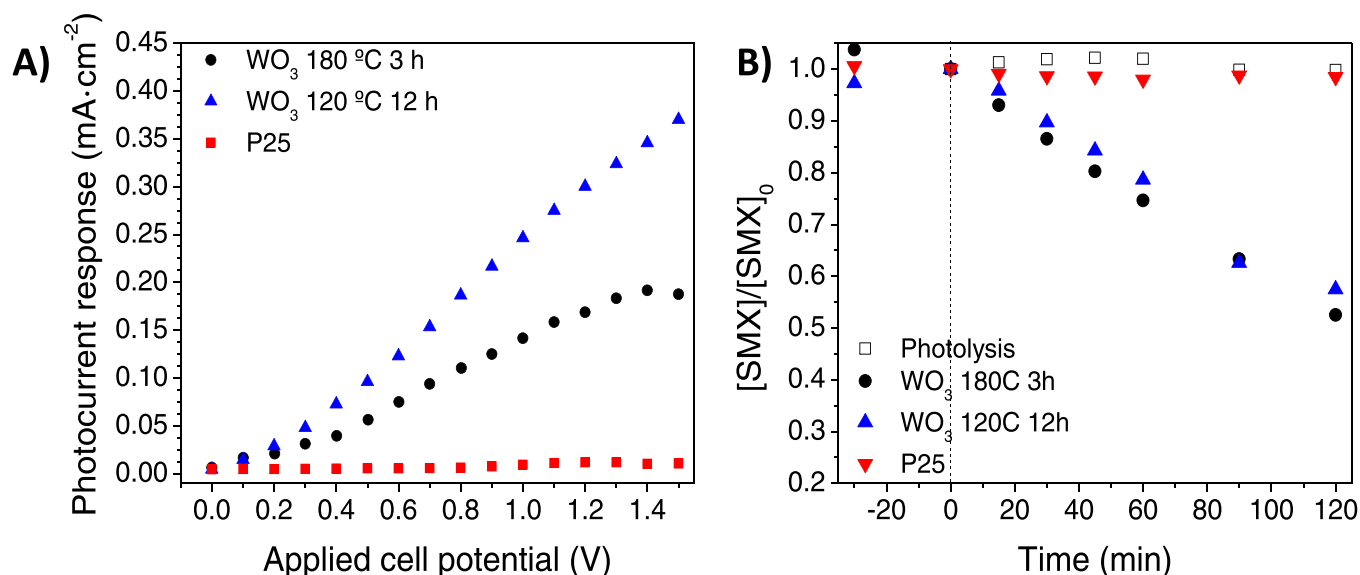 A)
Photocurrent response (mA·cm⁻²)
0.45
0.40
0.35
0.30
0.25
0.20
0.15
0.10
0.05
0.00
WO₃ 180 ºC 3 h
WO₃ 120 ºC 12 h
P25
0.0 0.2 0.4 0.6 0.8 1.0 1.2 1.4
Applied cell potential (V)
B)
[SMX]/[SMX]₀
1.0
0.9
0.8
0.7
0.6
0.5
0.4
0.3
0.2
Photolysis
WO₃ 180C 3h
WO₃ 120C 12h
P25
-20 0 20 40 60 80 100 120
Time (min)